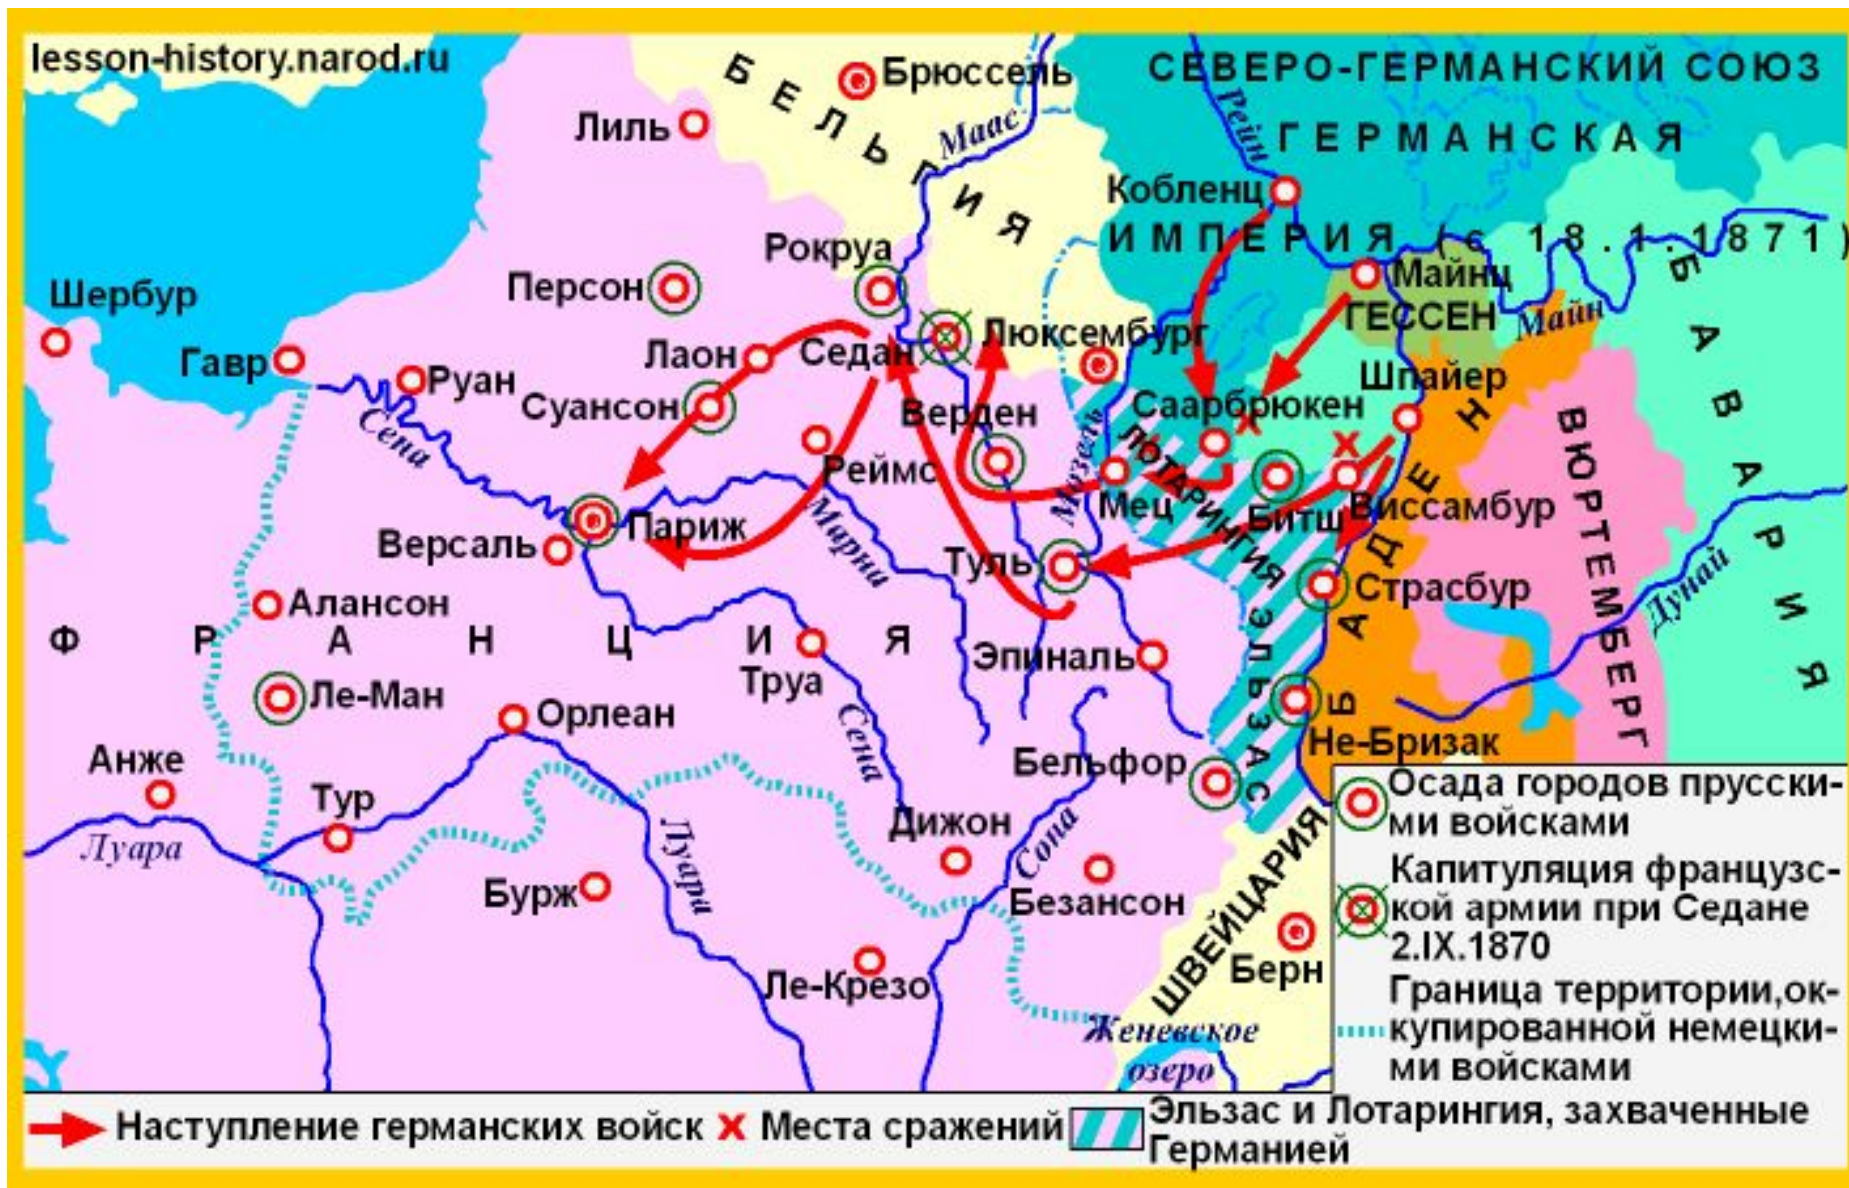 lesson-history.narod.ru
БЕЛЬГИЯ
Брюссель
СЕВЕРО-ГЕРМАНСКИЙ СОЮЗ
Лиль
Маас
Рейн
ГЕРМАНСКАЯ
Кобленц
ИМПЕРИЯ (с 18.1.1871)
Рокруа
Персон
Майнц
БАВАРИЯ
Шербур
ГЕССЕН
Майн
Гавр
Лаон
Седан
Люксембург
Руан
Суансон
Верден
Саарбрюкен
Шпайер
Сена
Реймс
Мозель
ЛОТАРИНГИЯ
Мец
Битш
Виссамбур
БАДЕН
ВЮРТЕМБЕРГ
Париж
Марна
Версаль
Туль
Страсбур
Дунай
Алансон
ФРАНЦИЯ
Эпиналь
ЭЛЬЗАС
Труа
Ле-Ман
Орлеан
Сена
Не-Бризак
Анже
Тур
Бельфор
Луара
Дижон
Сона
Луара
Бурж
Безансон
ШВЕЙЦАРИЯ
Берн
Ле-Крезо
Женевское
озеро
Осада городов прусски-
ми войсками
Капитуляция французс-
кой армии при Седане
2.IX.1870
Граница территории,ок-
купированной немецки-
ми войсками
Наступление германских войск
Места сражений
Эльзас и Лотарингия, захваченные
Германией